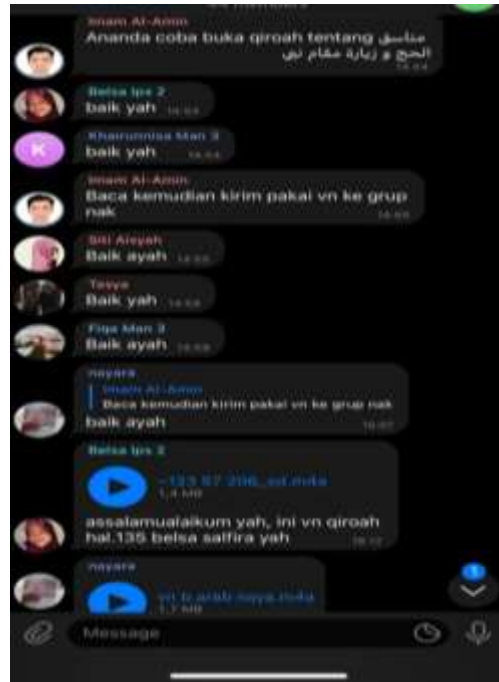 Imam Al-Amin
Ananda coba buka qiroah tentang مناسق
الحج و زيارة مقام نبي
Belsa Ips 2
baik yah
Khairunnisa Man 3
K
baik yah
Imam Al-Amin
Baca kemudian kirim pakai vn ke grup
nak
Siti Aisyah
Baik ayah
Tasya
Baik yah
Fiqa Man 3
Baik ayah
nayara
Imam Al-Amin
Baca kemudian kirim pakai vn ke grup nak
baik ayah
Belsa Ips 2
1,4 MB
assalamualaikum yah, ini vn qiroah
hal.135 belsa salfira yah
nayara
1,7 MB
1
Message